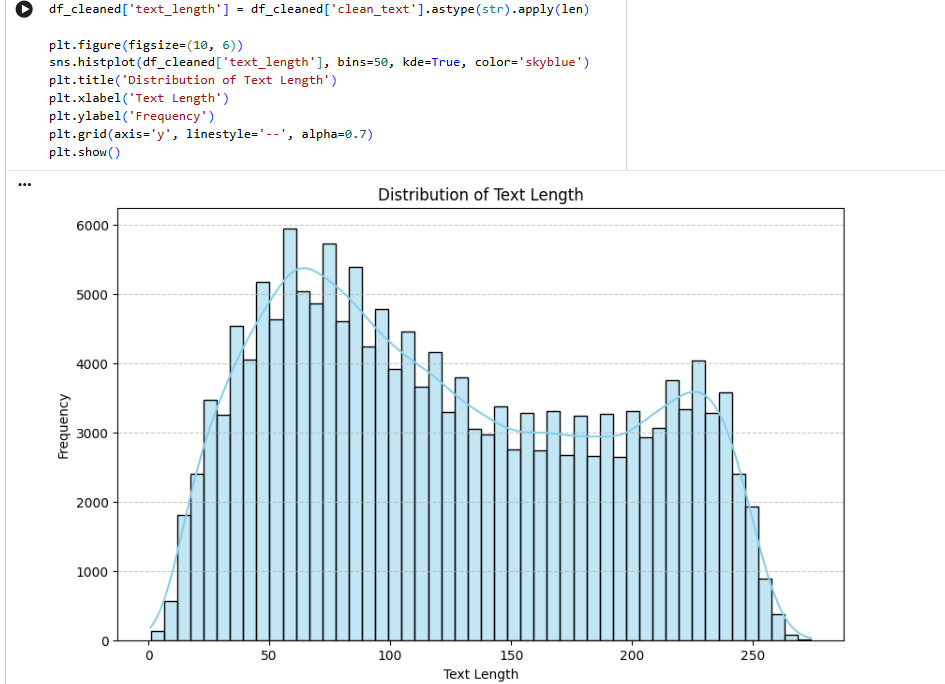 df_cleaned['text_length'] = df_cleaned['clean_text'].astype(str).apply(len)
plt.figure(figsize=(10, 6))
sns.histplot(df_cleaned['text_length'], bins=50, kde=True, color='skyblue')
plt.title('Distribution of Text Length')
plt.xlabel('Text Length')
plt.ylabel('Frequency')
plt.grid(axis='y', linestyle='--', alpha=0.7)
plt.show()
Distribution of Text Length
6000
5000
4000
3000
2000
1000
0
Frequency
0 50 100 150 200 250
Text Length